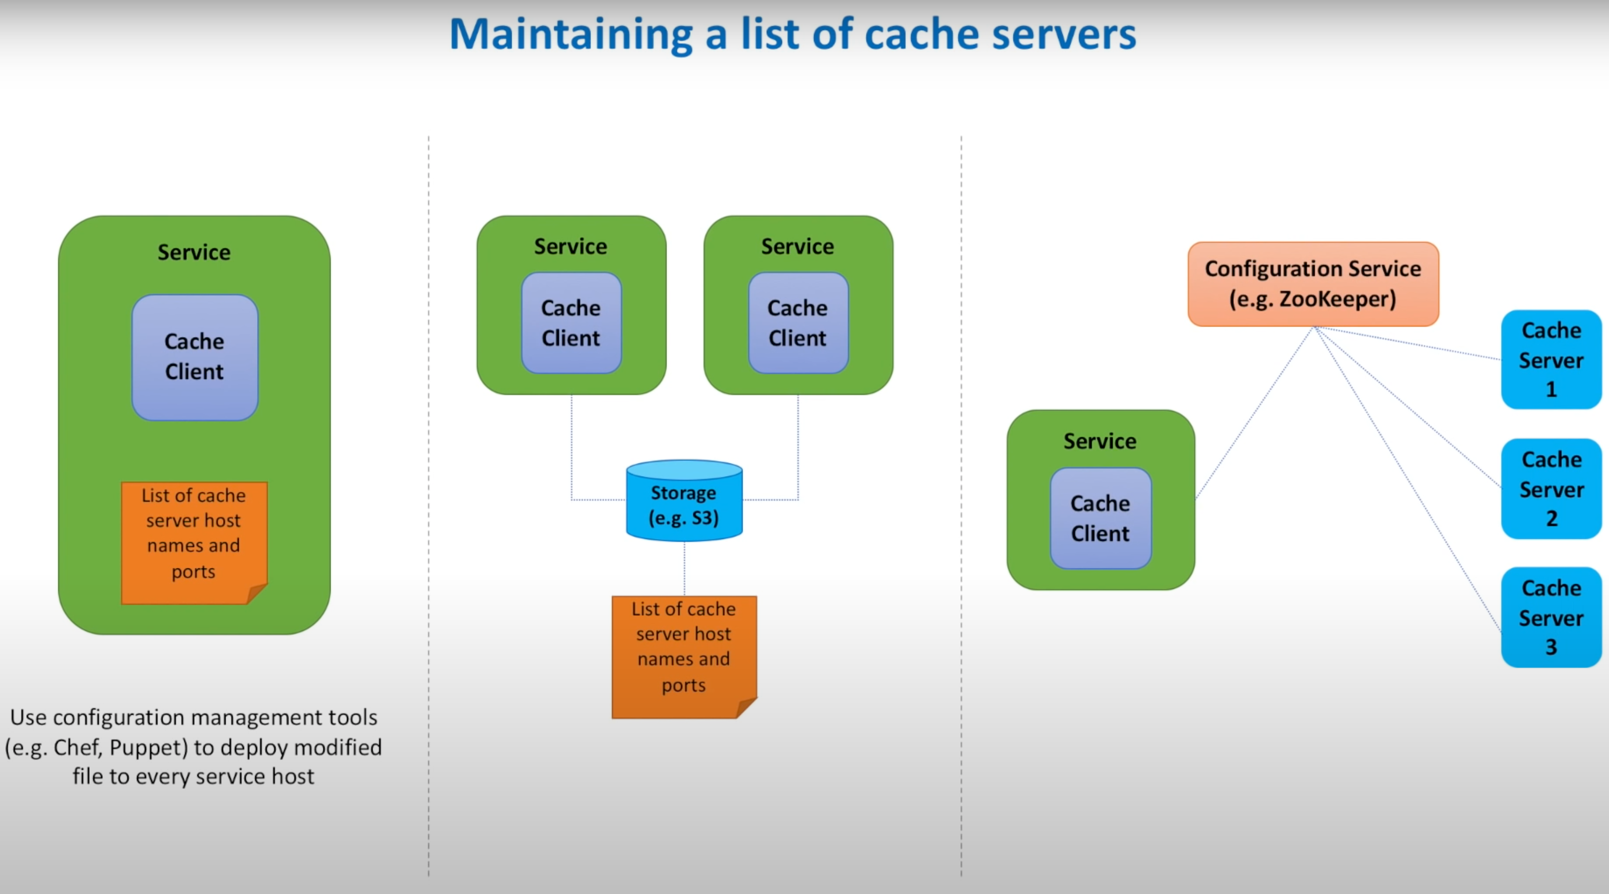 Maintaining a list of cache servers
Service
Cache
Client
List of cache
server host
names and
ports
Use configuration management tools
(e.g. Chef, Puppet) to deploy modified
file to every service host
Service
Cache
Client
Service
Cache
Client
Storage
(e.g. S3)
List of cache
server host
names and
ports
Configuration Service
(e.g. ZooKeeper)
Service
Cache
Client
Cache
Server
1
Cache
Server
2
Cache
Server
3